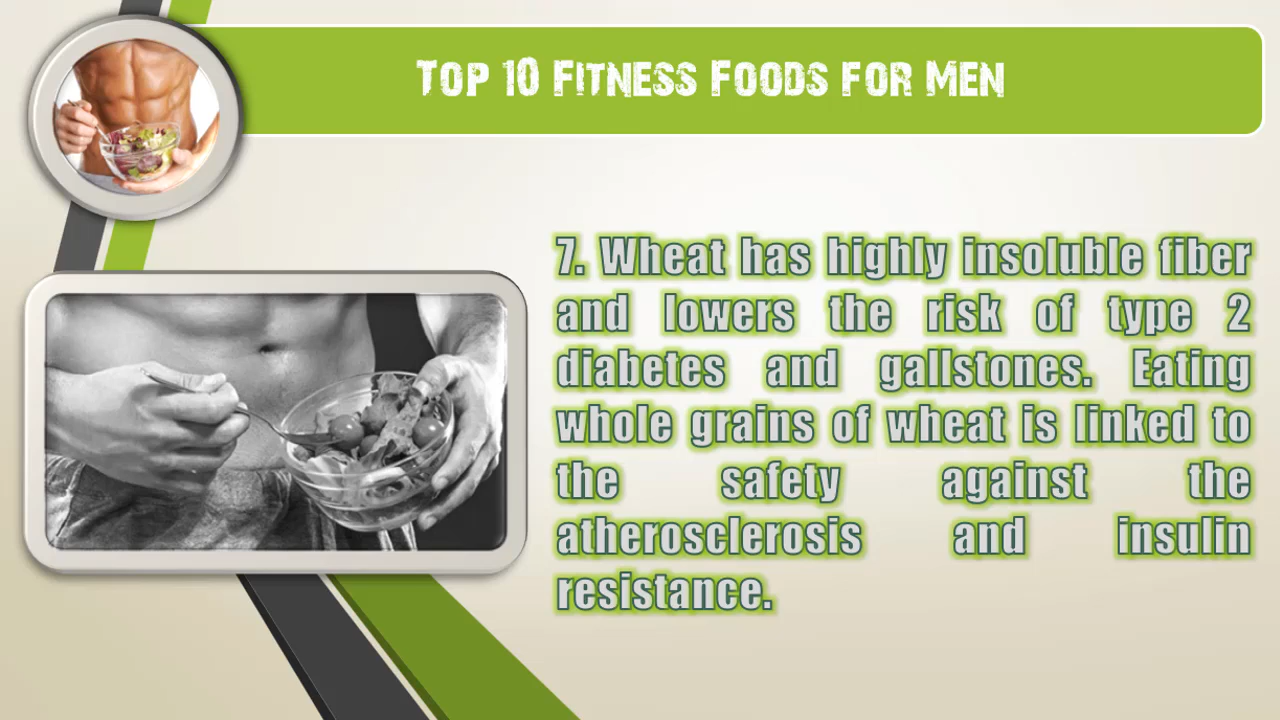 Top 10 Fitness Foods for Men
7. Wheat has highly insoluble fiber
and lowers the risk of type 2
diabetes and gallstones. Eating
whole grains of wheat is linked to
the safety against the
atherosclerosis and insulin
resistance.